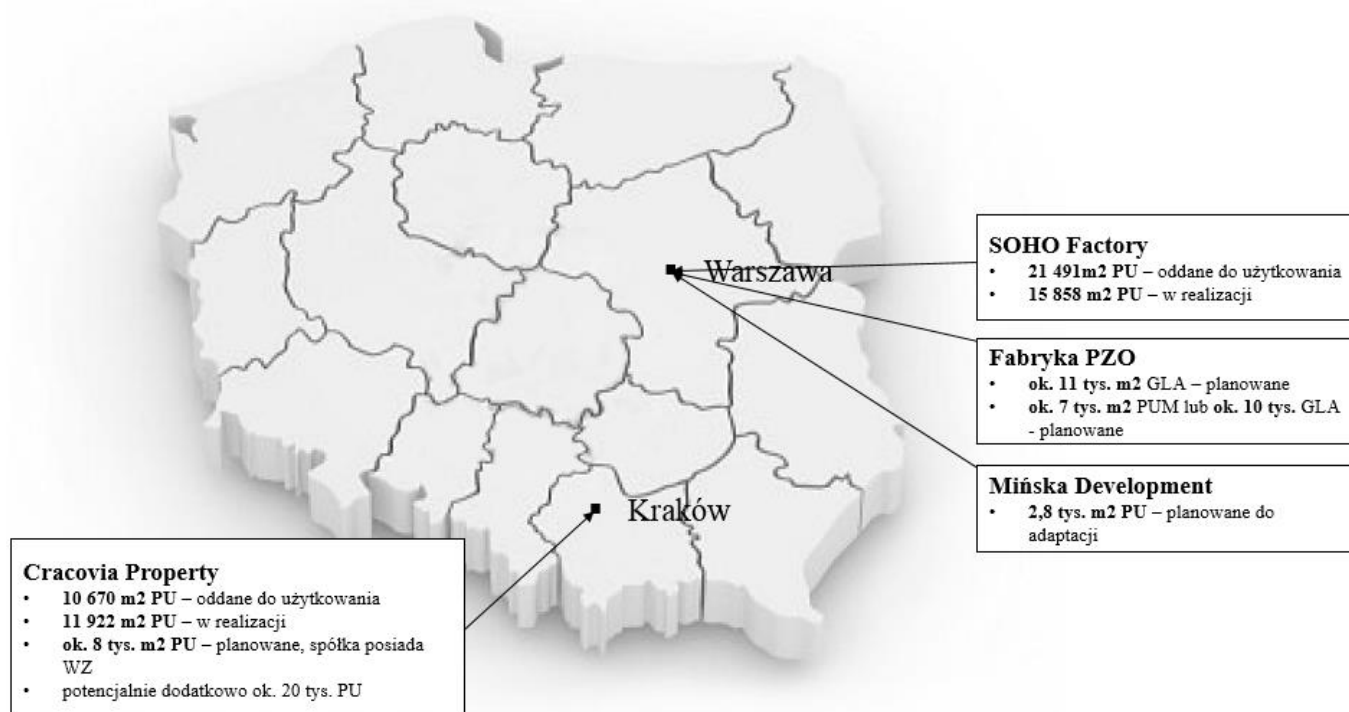 SOHO Factory
• 21 491m2 PU – oddane do użytkowania
• 15 858 m2 PU – w realizacji
Warszawa
Fabryka PZO
• ok. 11 tys. m2 GLA – planowane
• ok. 7 tys. m2 PUM lub ok. 10 tys. GLA
- planowane
Mińska Development
• 2,8 tys. m2 PU – planowane do
adaptacji
Kraków
Cracovia Property
• 10 670 m2 PU – oddane do użytkowania
• 11 922 m2 PU – w realizacji
• ok. 8 tys. m2 PU – planowane, spółka posiada
WZ
• potencjalnie dodatkowo ok. 20 tys. PU